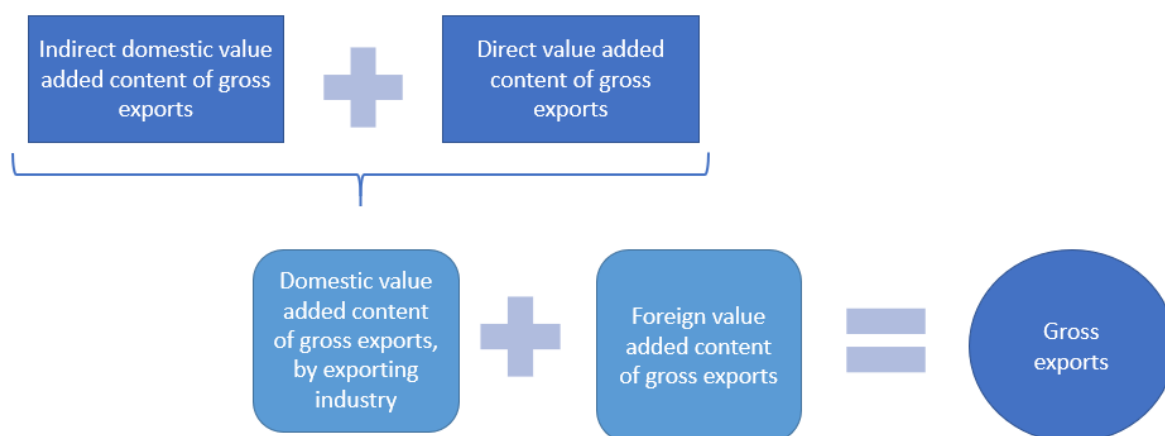 Indirect domestic value
added content of gross
exports
Direct value added
content of gross
exports
Domestic value
added content
of gross exports,
by exporting
industry
Foreign value
added content
of gross exports
Gross
exports